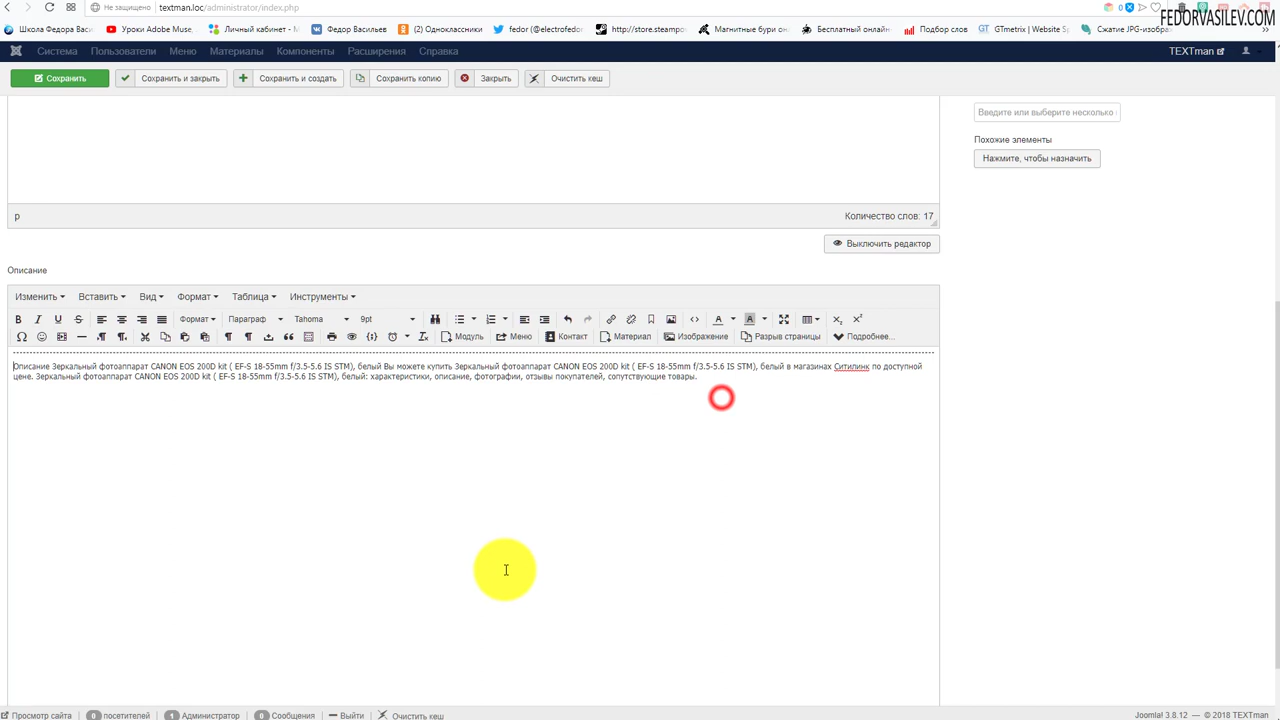 textman.loc/administrator/index.php
Не защищено
FEDORVASILEV.COM
Школа Федора Васи
Уроки Adobe Muse,
Личный кабинет - М
Федор Васильев
(2) Одноклассники
fedor (@electrofedo
http://store.steampo
Магнитные бури они
Бесплатный онлайн
Подбор слов
GTmetrix | Website S
Сжатие JPG-изобра
Система Пользователи Меню Материалы Компоненты Расширения Справка TEXTman
Сохранить Сохранить и закрыть Сохранить и создать Сохранить копию Закрыть Очистить кеш
Введите или выберите несколько
Похожие элементы
Нажмите, чтобы назначить
p Количество слов: 17
Выключить редактор
Описание
Изменить Вставить Вид Формат Таблица Инструменты
Формат Параграф Tahoma 9pt
Модуль Меню Контакт Материал Изображение Разрыв страницы Подробнее...
Описание Зеркальный фотоаппарат CANON EOS 200D kit ( EF-S 18-55mm f/3.5-5.6 IS STM), белый Вы можете купить Зеркальный фотоаппарат CANON EOS 200D kit ( EF-S 18-55mm f/3.5-5.6 IS STM), белый в магазинах Ситилинк по доступной
цене. Зеркальный фотоаппарат CANON EOS 200D kit ( EF-S 18-55mm f/3.5-5.6 IS STM), белый: характеристики, описание, фотографии, отзывы покупателей, сопутствующие товары.
Просмотр сайта 0 посетителей 1 Администратор 0 Сообщения Выйти Очистить кеш Joomla! 3.8.12 — © 2018 TEXTman